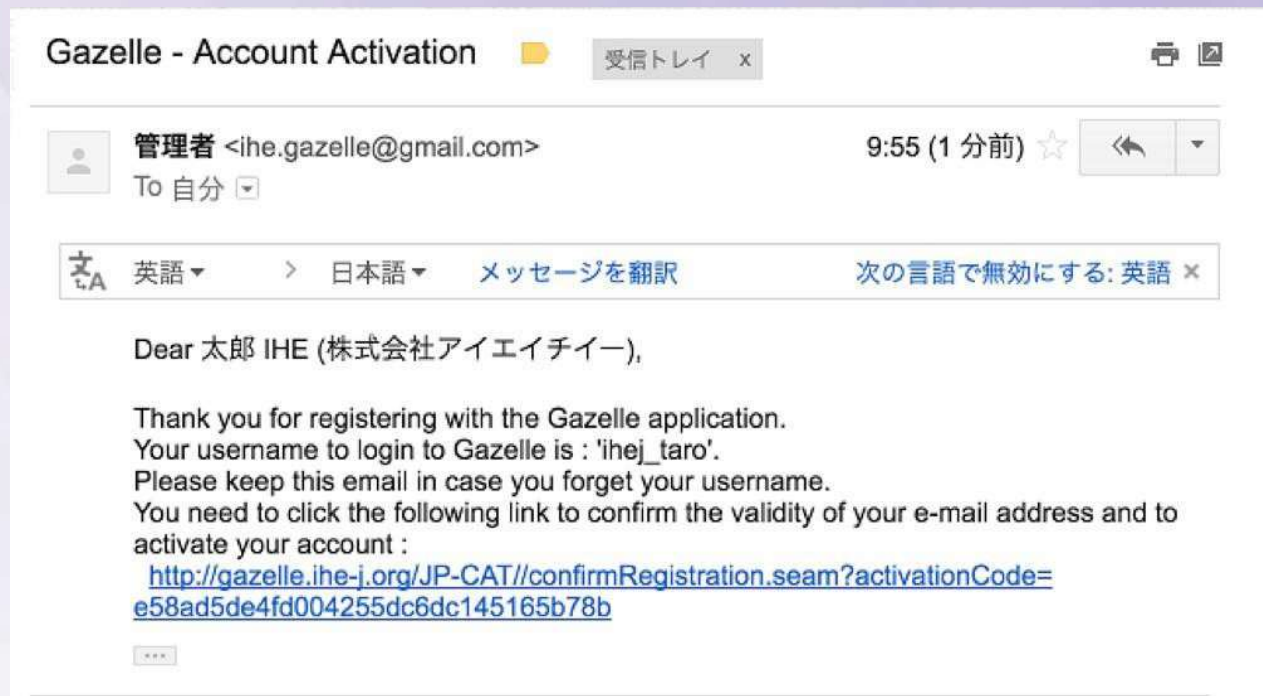 Gazelle - Account Activation 受信トレイ x
管理者 <ihe.gazelle@gmail.com> 9:55 (1 分前)
To 自分
英語 > 日本語 メッセージを翻訳 次の言語で無効にする: 英語 ×
Dear 太郎 IHE (株式会社アイエイチイー),
Thank you for registering with the Gazelle application.
Your username to login to Gazelle is : 'ihej_taro'.
Please keep this email in case you forget your username.
You need to click the following link to confirm the validity of your e-mail address and to
activate your account :
http://gazelle.ihe-j.org/JP-CAT//confirmRegistration.seam?activationCode=
e58ad5de4fd004255dc6dc145165b78b